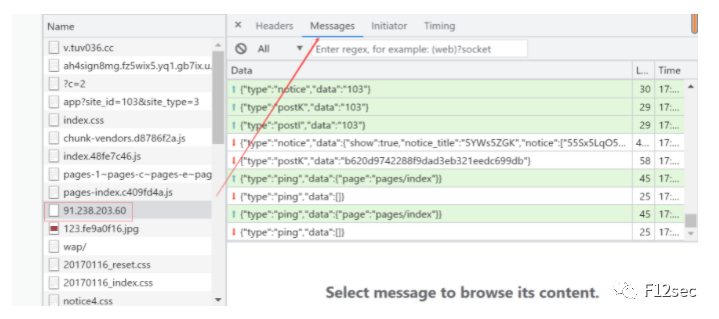 Name
v.tuv036.cc
ah4sign8mg.fz5wix5.yq1.gb7ix.u.
?c=2
app?site_id=103&site_type=3
index.css
chunk-vendors.d8786f2a.js
index.48fe7c46.js
pages-1~pages-c~pages-e~pag
pages-index.c409fd4a.js
91.238.203.60
123.fe9a0f16.jpg
wap/
20170116_reset.css
20170116_index.css
notice4.css
× Headers Messages Initiator Timing
All ▼ Enter regex, for example: (web)?socket
Data L... Time
{"type":"notice","data":"103"} 30 17:...
{"type":"postK","data":"103"} 29 17:...
{"type":"postI","data":"103"} 29 17:...
{"type":"notice","data":{"show":true,"notice_title":"5YWs5ZGK","notice":["55Sx5LqO5... 4... 17:...
{"type":"postK","data":"b620d9742288f9dad3eb321eedc699db"} 58 17:...
{"type":"ping","data":{"page":"pages/index"}} 45 17:...
{"type":"ping","data":[]} 25 17:...
{"type":"ping","data":{"page":"pages/index"}} 45 17:...
{"type":"ping","data":[]} 25 17:...
Select message to browse its content.
F12sec